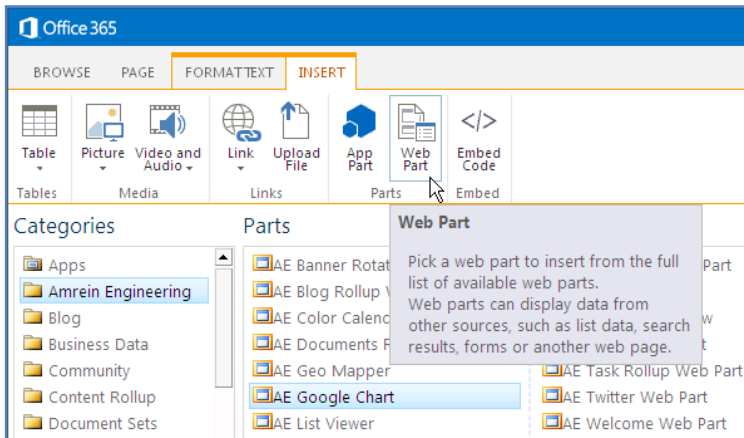 Office 365
BROWSE PAGE FORMAT TEXT INSERT
Table Picture Video and Audio Link Upload File App Part Web Part Embed Code
Tables Media Links Parts Embed
Categories
Apps
Amrein Engineering
Blog
Business Data
Community
Content Rollup
Document Sets
Parts
AE Banner Rotat
AE Blog Rollup
AE Color Calend
AE Documents R
AE Geo Mapper
AE Google Chart
AE List Viewer
Web Part
Pick a web part to insert from the full
list of available web parts.
Web parts can display data from
other sources, such as list data, search
results, forms or another web page.
Part
AE Task Rollup Web Part
AE Twitter Web Part
AE Welcome Web Part